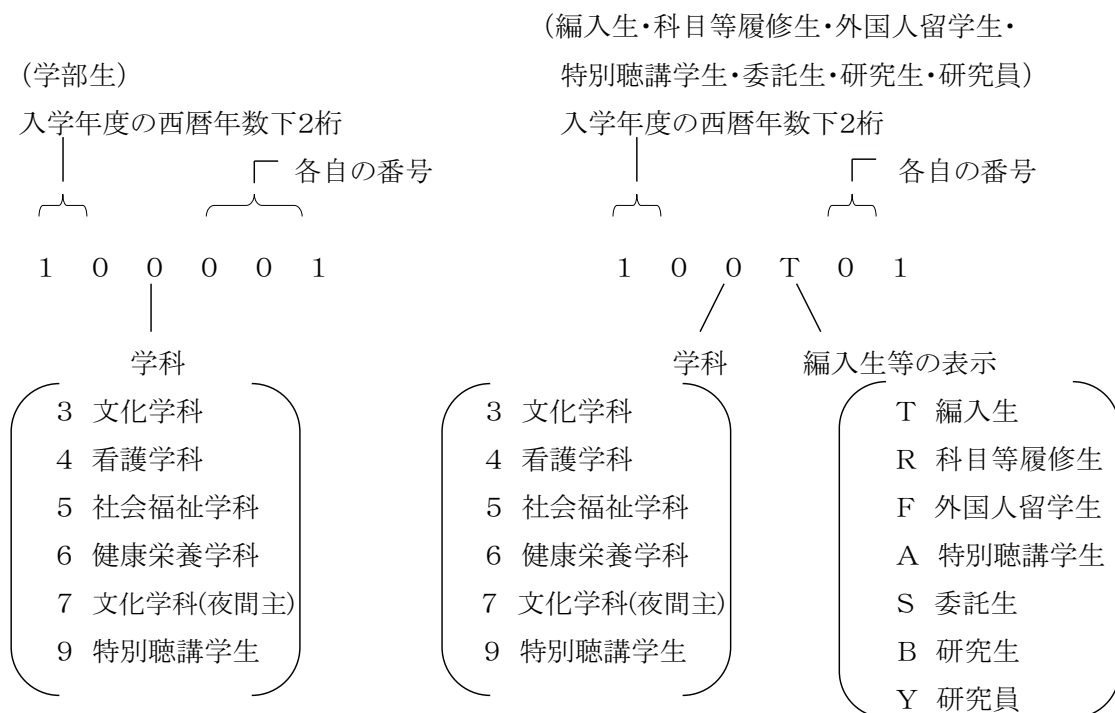 (学部生)
入学年度の西暦年数下2桁
各自の番号
1 0 0 0 0 1
学科
3 文化学科
4 看護学科
5 社会福祉学科
6 健康栄養学科
7 文化学科(夜間主)
9 特別聴講学生
(編入生・科目等履修生・外国人留学生・
特別聴講学生・委託生・研究生・研究員)
入学年度の西暦年数下2桁
各自の番号
1 0 0 T 0 1
学科
3 文化学科
4 看護学科
5 社会福祉学科
6 健康栄養学科
7 文化学科(夜間主)
9 特別聴講学生
編入生等の表示
T 編入生
R 科目等履修生
F 外国人留学生
A 特別聴講学生
S 委託生
B 研究生
Y 研究員